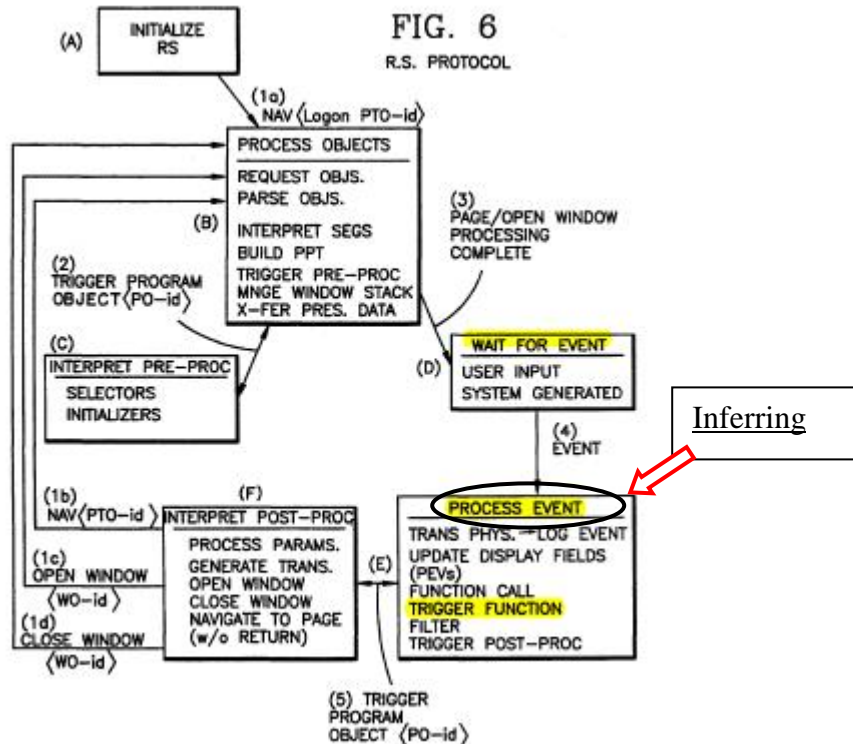 FIG. 6
R.S. PROTOCOL
(A)
INITIALIZE
RS
(1a)
NAV⟨Logon PTO-id⟩
PROCESS OBJECTS
REQUEST OBJS.
PARSE OBJS.
(B)
INTERPRET SEGS
BUILD PPT
TRIGGER PRE-PROC
MNGE WINDOW STACK
X-FER PRES. DATA
(2)
TRIGGER PROGRAM
OBJECT⟨PO-id⟩
(3)
PAGE/OPEN WINDOW
PROCESSING
COMPLETE
(C)
INTERPRET PRE-PROC
SELECTORS
INITIALIZERS
WAIT FOR EVENT
(D)
USER INPUT
SYSTEM GENERATED
Inferring
(4)
EVENT
PROCESS EVENT
TRANS PHYS.→LOG EVENT
UPDATE DISPLAY FIELDS
(PEVs)
FUNCTION CALL
TRIGGER FUNCTION
FILTER
TRIGGER POST-PROC
(E)
(F)
INTERPRET POST-PROC
PROCESS PARAMS.
GENERATE TRANS.
OPEN WINDOW
CLOSE WINDOW
NAVIGATE TO PAGE
(w/o RETURN)
(1b)
NAV⟨PTO-id⟩
(1c)
OPEN WINDOW
⟨WO-id⟩
(1d)
CLOSE WINDOW
⟨WO-id⟩
(5) TRIGGER
PROGRAM
OBJECT ⟨PO-id⟩